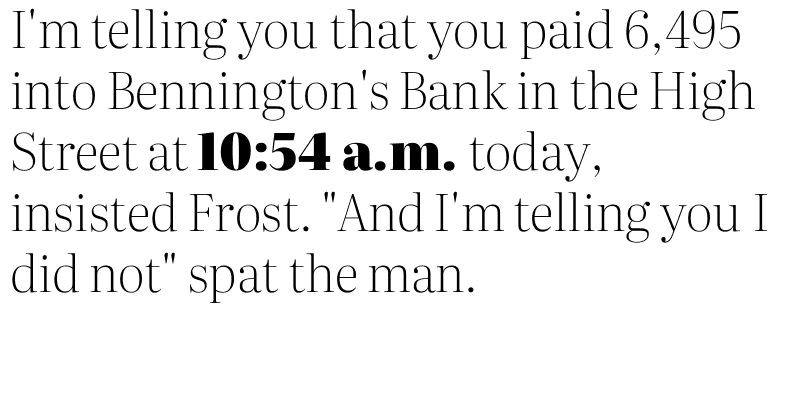 I'm telling you that you paid 6,495
into Bennington's Bank in the High
Street at 10:54 a.m. today,
insisted Frost. "And I'm telling you I
did not" spat the man.